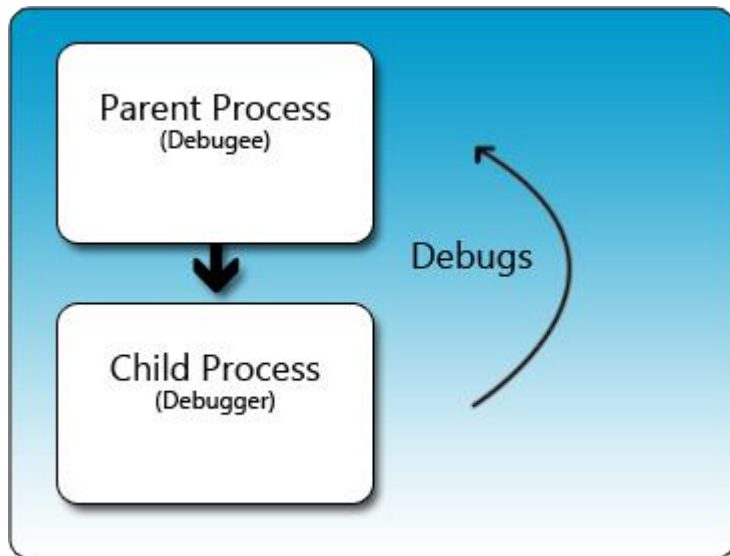 Parent Process
(Debugee)
Debugs
Child Process
(Debugger)